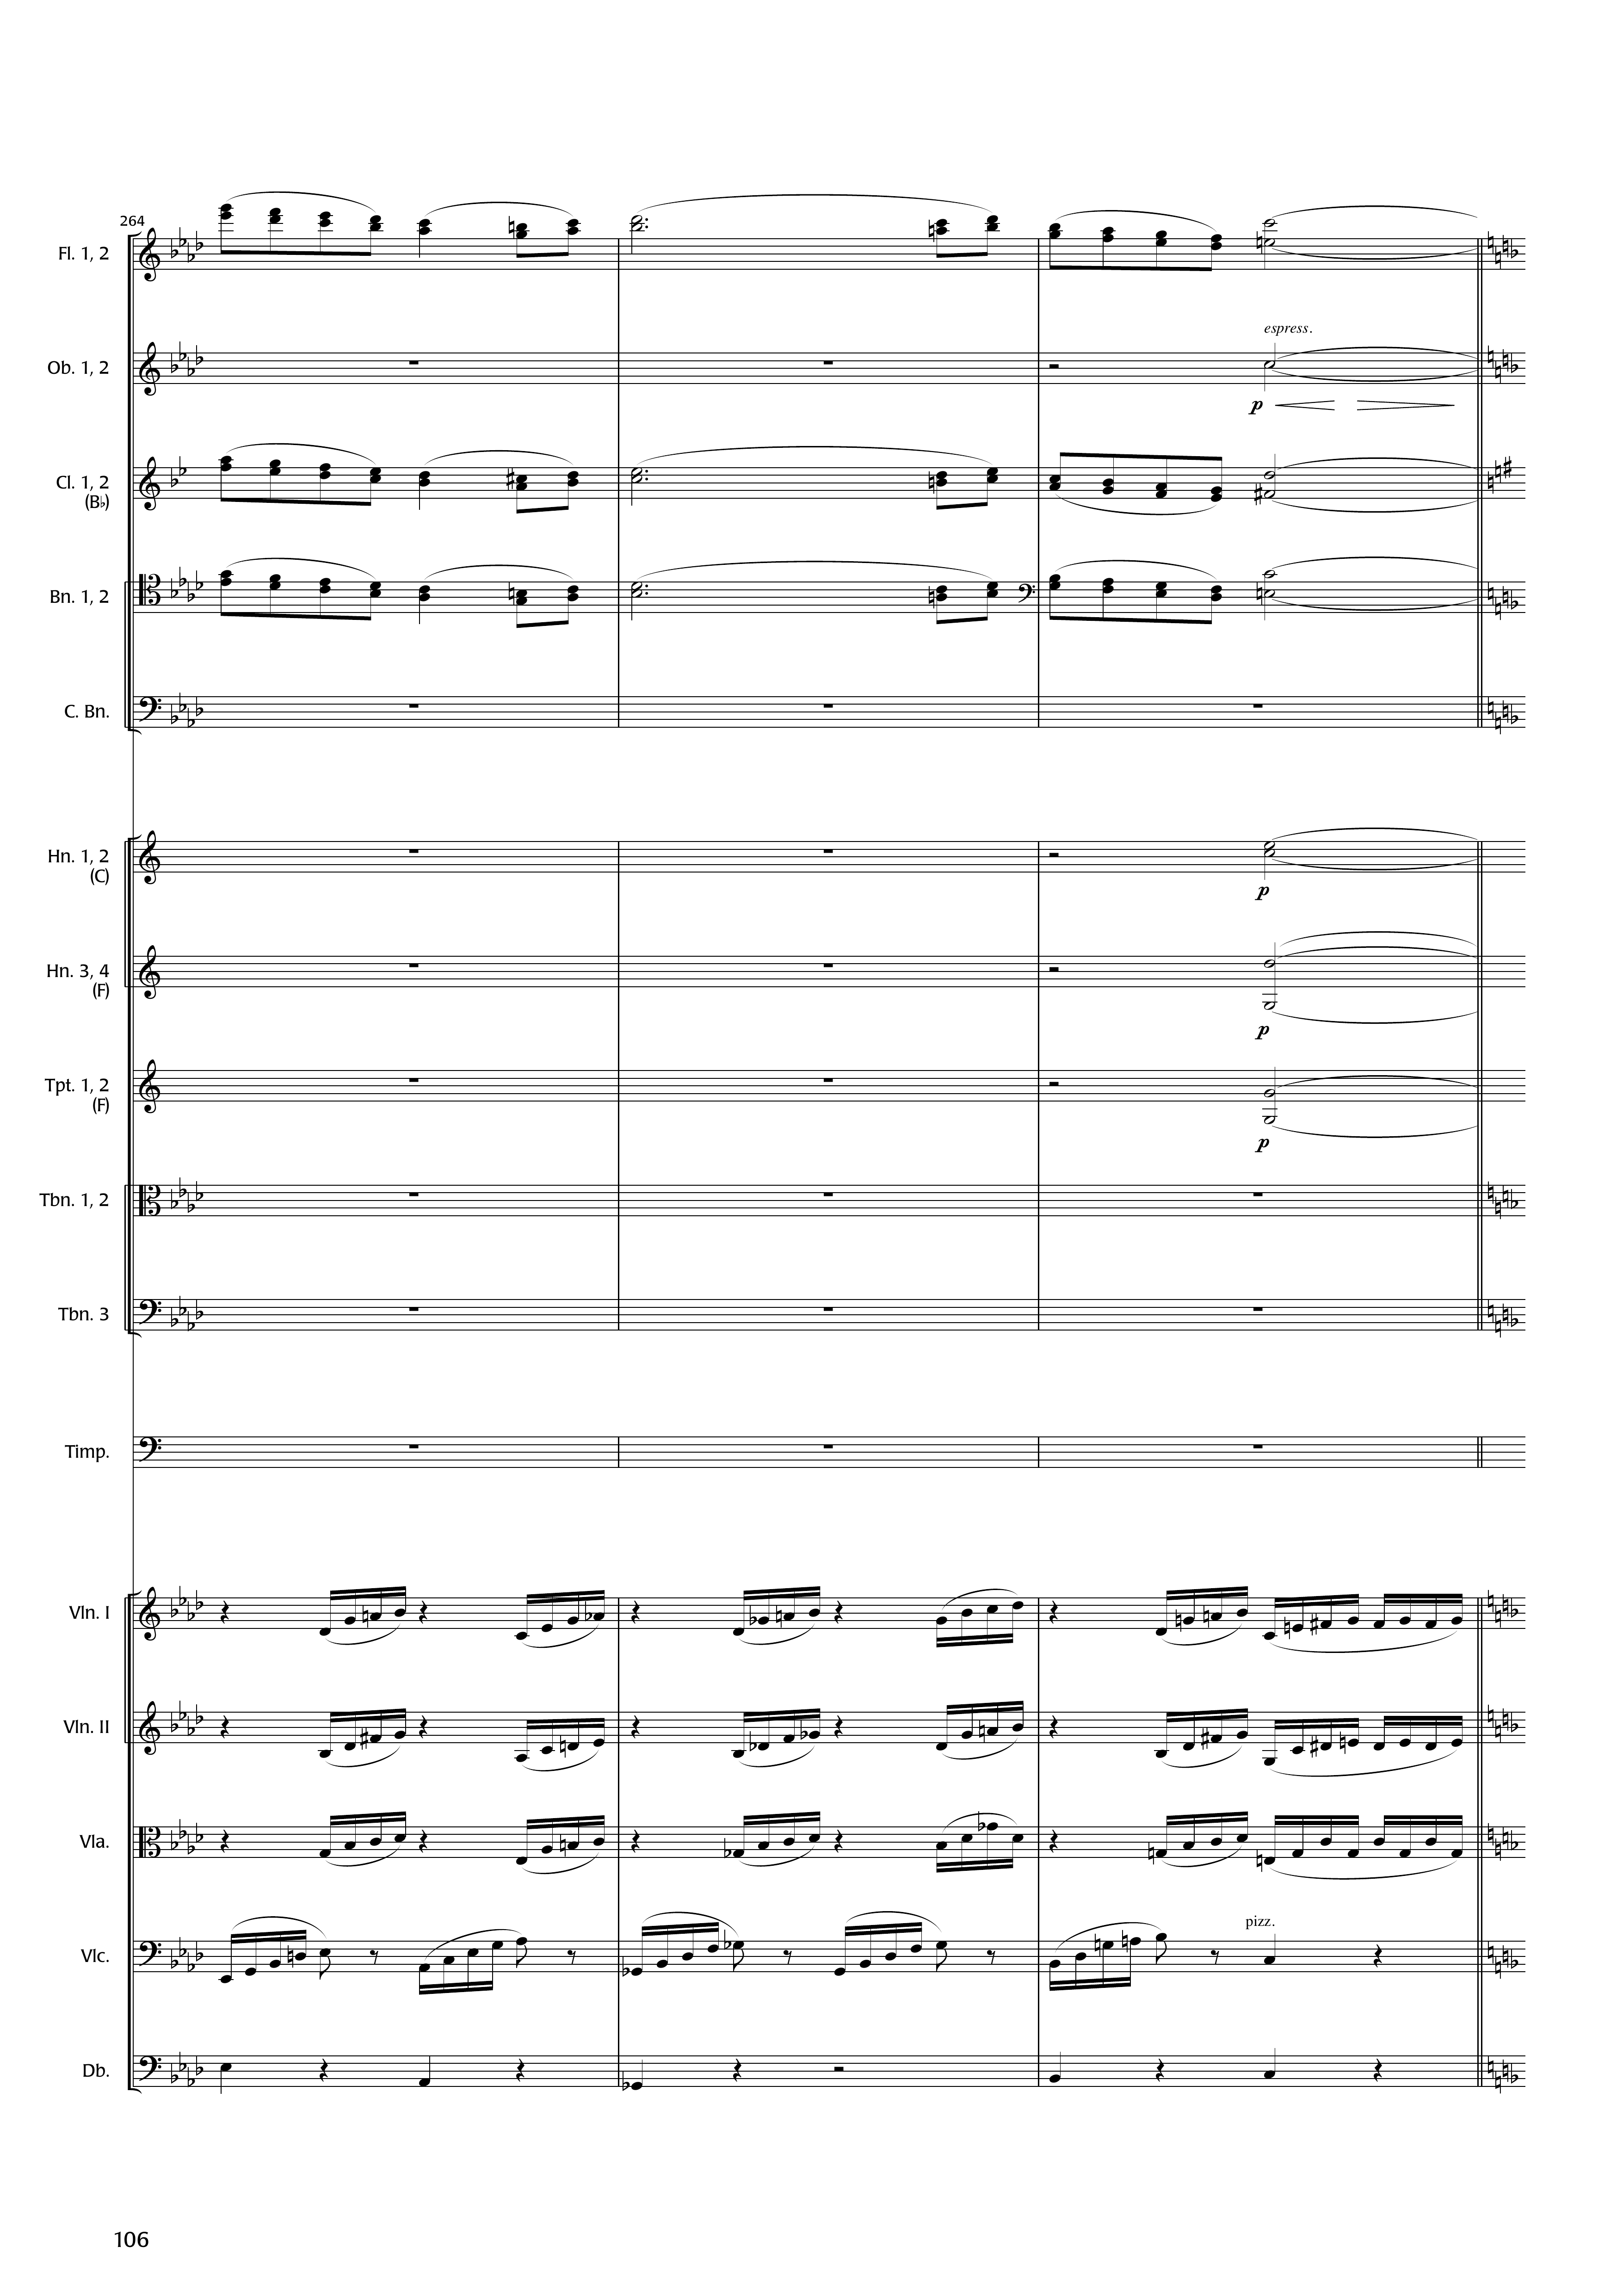 264
Fl. 1, 2
espress.
Ob. 1, 2
p
Cl. 1, 2
(B♭)
Bn. 1, 2
C. Bn.
Hn. 1, 2
(C)
p
Hn. 3, 4
(F)
p
Tpt. 1, 2
(F)
p
Tbn. 1, 2
Tbn. 3
Timp.
Vln. I
Vln. II
Vla.
pizz.
Vlc.
Db.
106